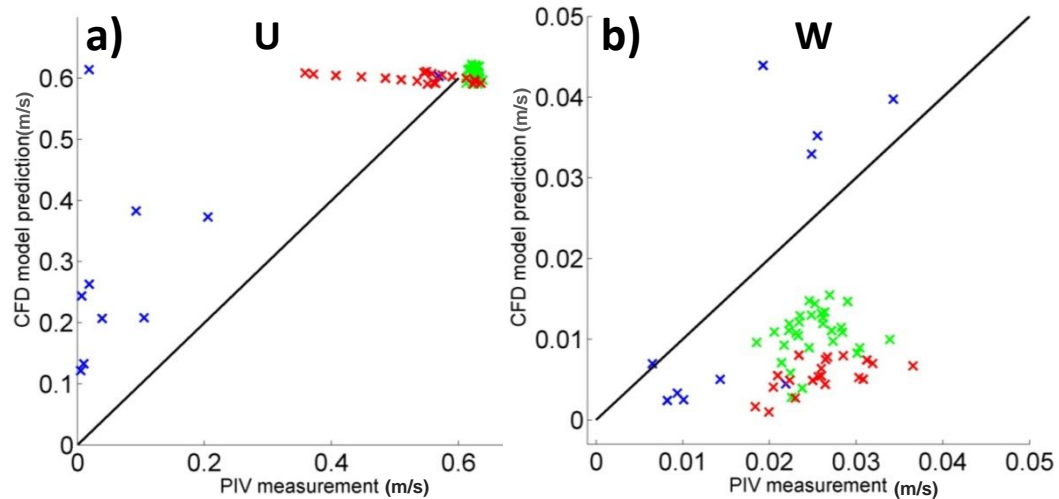 a) U
CFD model prediction(m/s)
0.6
0.5
0.4
0.3
0.2
0.1
0
0 0.2 0.4 0.6
PIV measurement (m/s)
b) W
CFD model prediction (m/s)
0.05
0.04
0.03
0.02
0.01
0
0 0.01 0.02 0.03 0.04 0.05
PIV measurement (m/s)